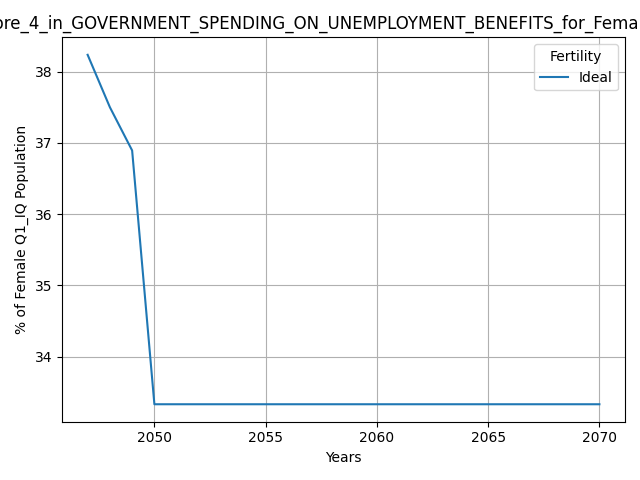 ore_4_in_GOVERNMENT_SPENDING_ON_UNEMPLOYMENT_BENEFITS_for_Fema
Fertility
Ideal
38
37
36
35
34
% of Female Q1_IQ Population
2050 2055 2060 2065 2070
Years